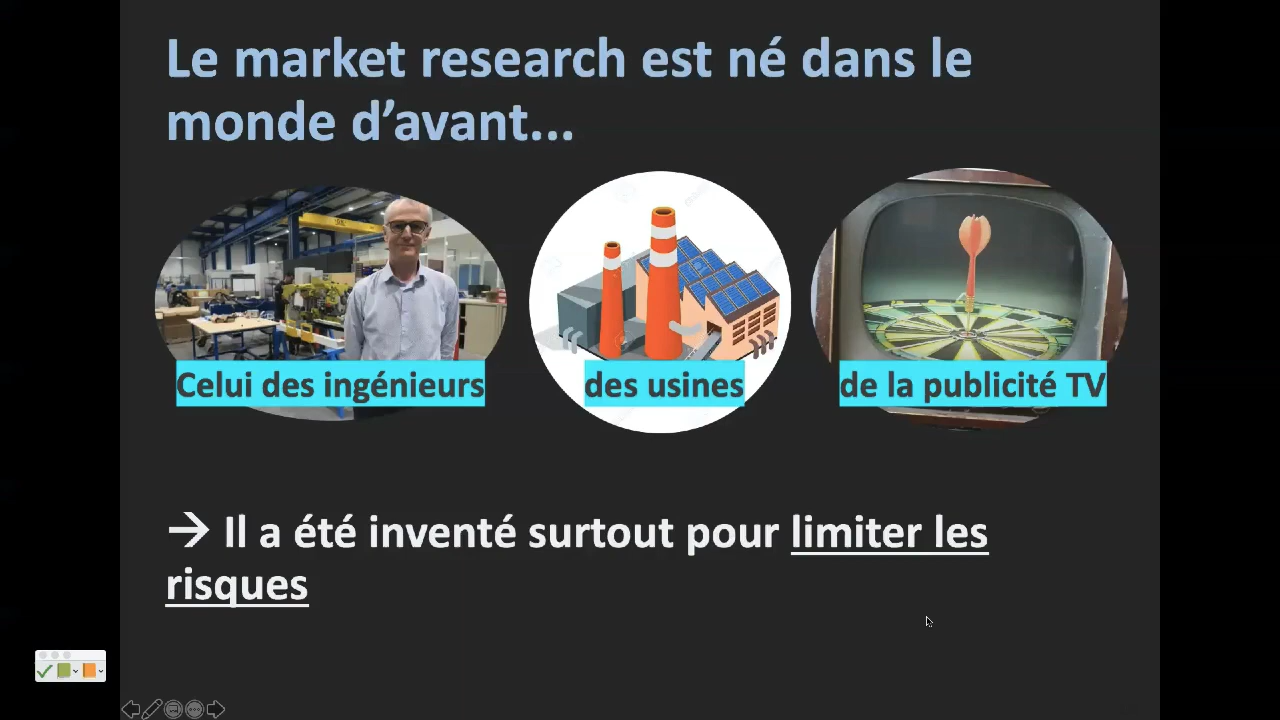 Le market research est né dans le
monde d’avant...
Celui des ingénieurs
des usines
de la publicité TV
→ Il a été inventé surtout pour limiter les
risques